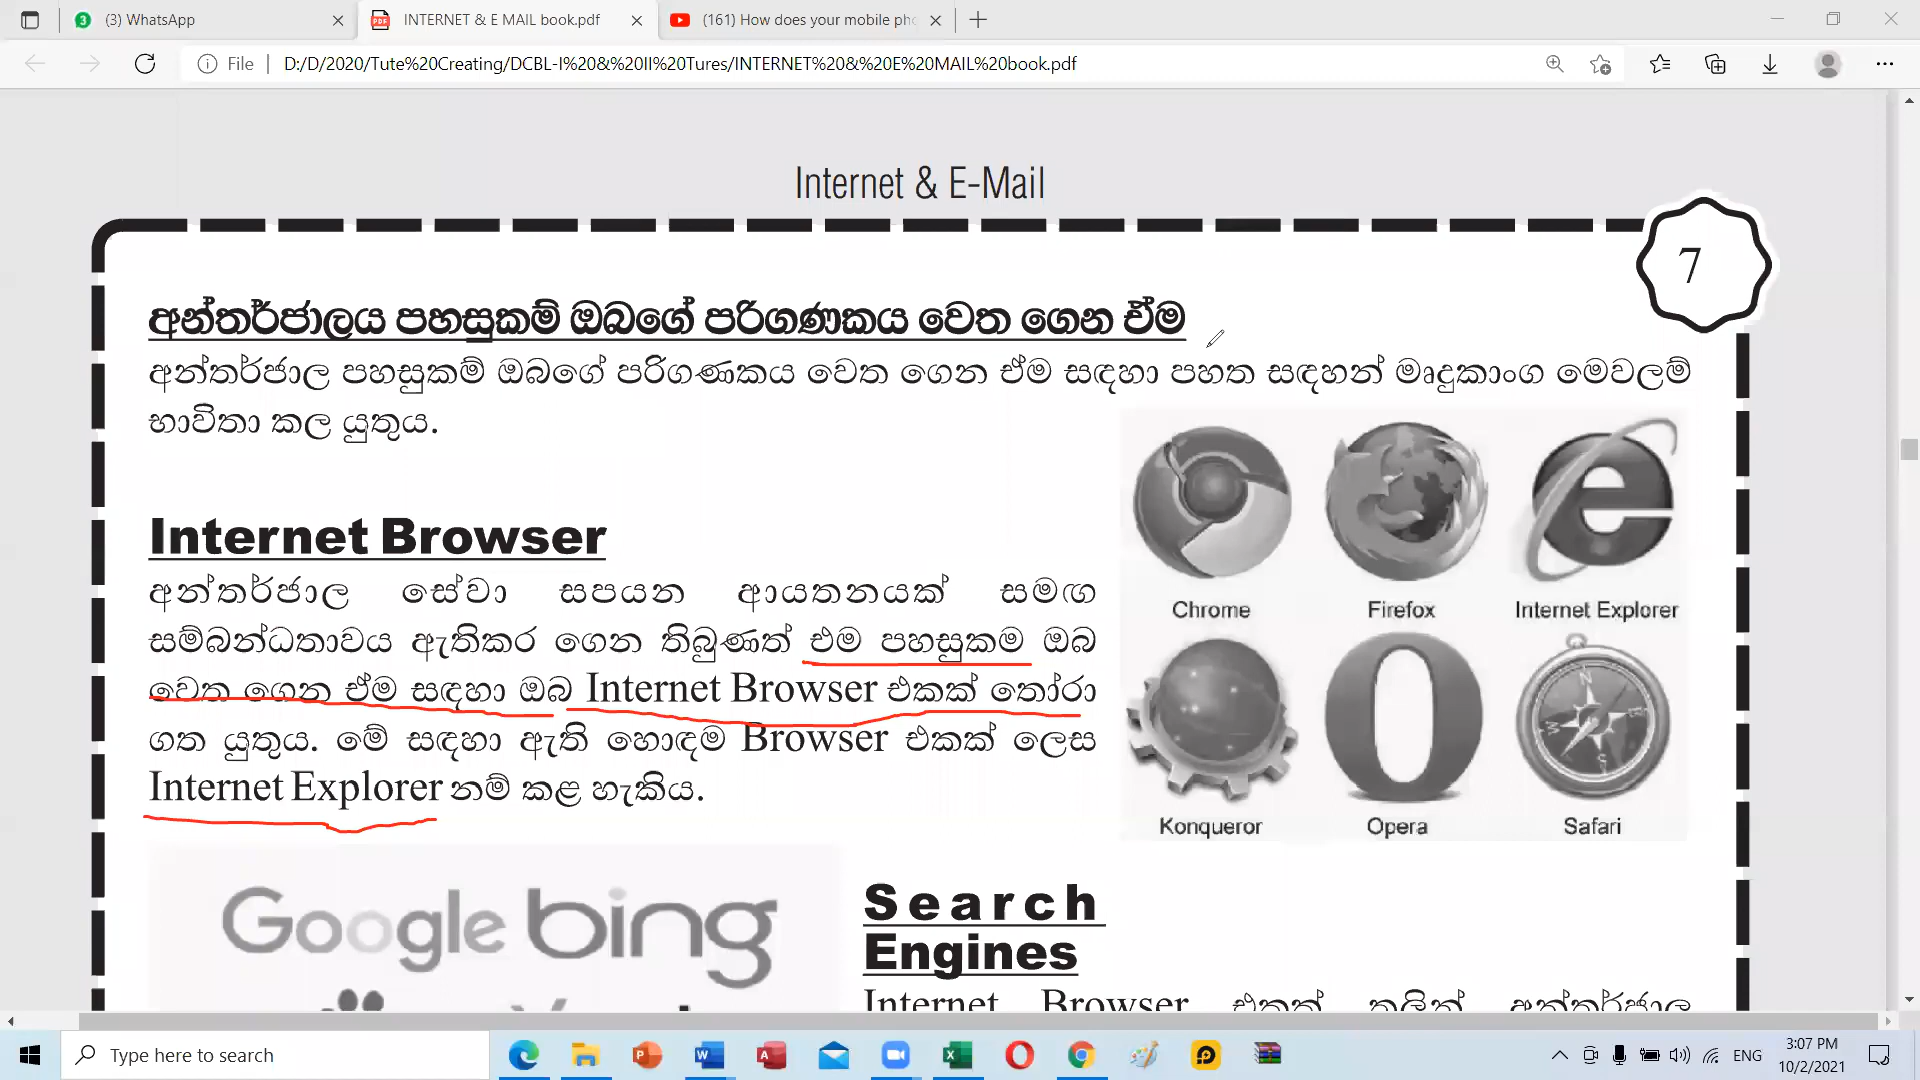 (3) WhatsApp
INTERNET & E MAIL book.pdf
(161) How does your mobile pho
File
D:/D/2020/Tute%20Creating/DCBL-I%20&%20II%20Tures/INTERNET%20&%20E%20MAIL%20book.pdf
Internet & E-Mail
7
අන්තර්ජාලය පහසුකම් ඔබගේ පරිගණකය වෙත ගෙන ඒම
අන්තර්ජාල පහසුකම් ඔබගේ පරිගණකය වෙත ගෙන ඒම සඳහා පහත සඳහන් මෘදුකාංග මෙවලම්
භාවිතා කල යුතුය.
Internet Browser
අන්තර්ජාල සේවා සපයන ආයතනයක් සමඟ
සම්බන්ධතාවය ඇතිකර ගෙන තිබුණත් එම පහසුකම ඔබ
වෙත ගෙන ඒම සඳහා ඔබ Internet Browser එකක් තෝරා
ගත යුතුය. මේ සඳහා ඇති හොඳම Browser එකක් ලෙස
Internet Explorer නම් කළ හැකිය.
Chrome
Firefox
Internet Explorer
Konqueror
Opera
Safari
Google bing
Search
Engines
Internet Browser එකක් තුලින් අන්තර්ජාල
Type here to search
ENG
3:07 PM
10/2/2021